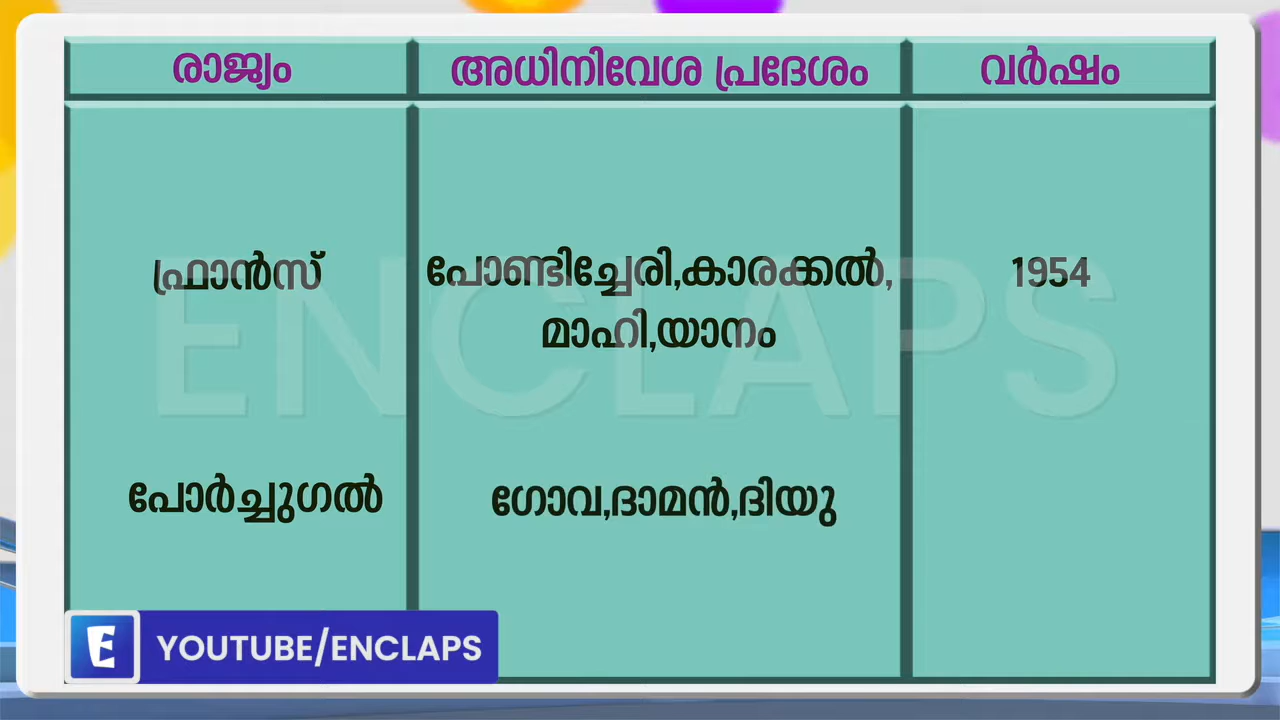 രാജ്യം അധിനിവേശ പ്രദേശം വർഷം
ഫ്രാൻസ് പോണ്ടിച്ചേരി,കാരക്കൽ, 1954
മാഹി,യാനം
ENCLAPS
പോർച്ചുഗൽ ഗോവ,ദാമൻ,ദിയു
E YOUTUBE/ENCLAPS